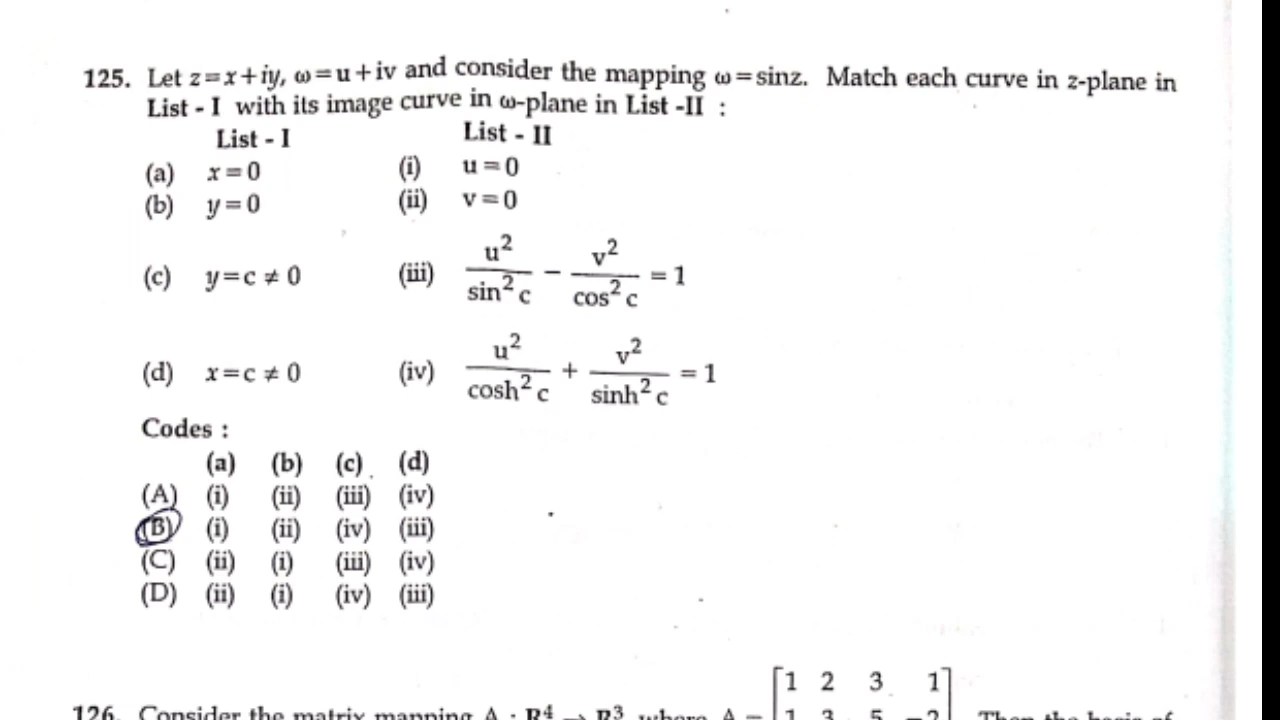 125. Let z=x+iy, ω=u+iv and consider the mapping ω=sinz. Match each curve in z-plane in
List - I with its image curve in ω-plane in List -II :
List - I List - II
(a) x=0 (i) u=0
(b) y=0 (ii) v=0
(c) y=c≠0 (iii) u²/sin²c − v²/cos²c = 1
(d) x=c≠0 (iv) u²/cosh²c + v²/sinh²c = 1
Codes :
(a) (b) (c) (d)
(A) (i) (ii) (iii) (iv)
(B) (i) (ii) (iv) (iii)
(C) (ii) (i) (iii) (iv)
(D) (ii) (i) (iv) (iii)
1 2 3 1
126. Consider the matrix mapping A : R⁴ → R³, where A = 1 3 5 −2 Then the basis of